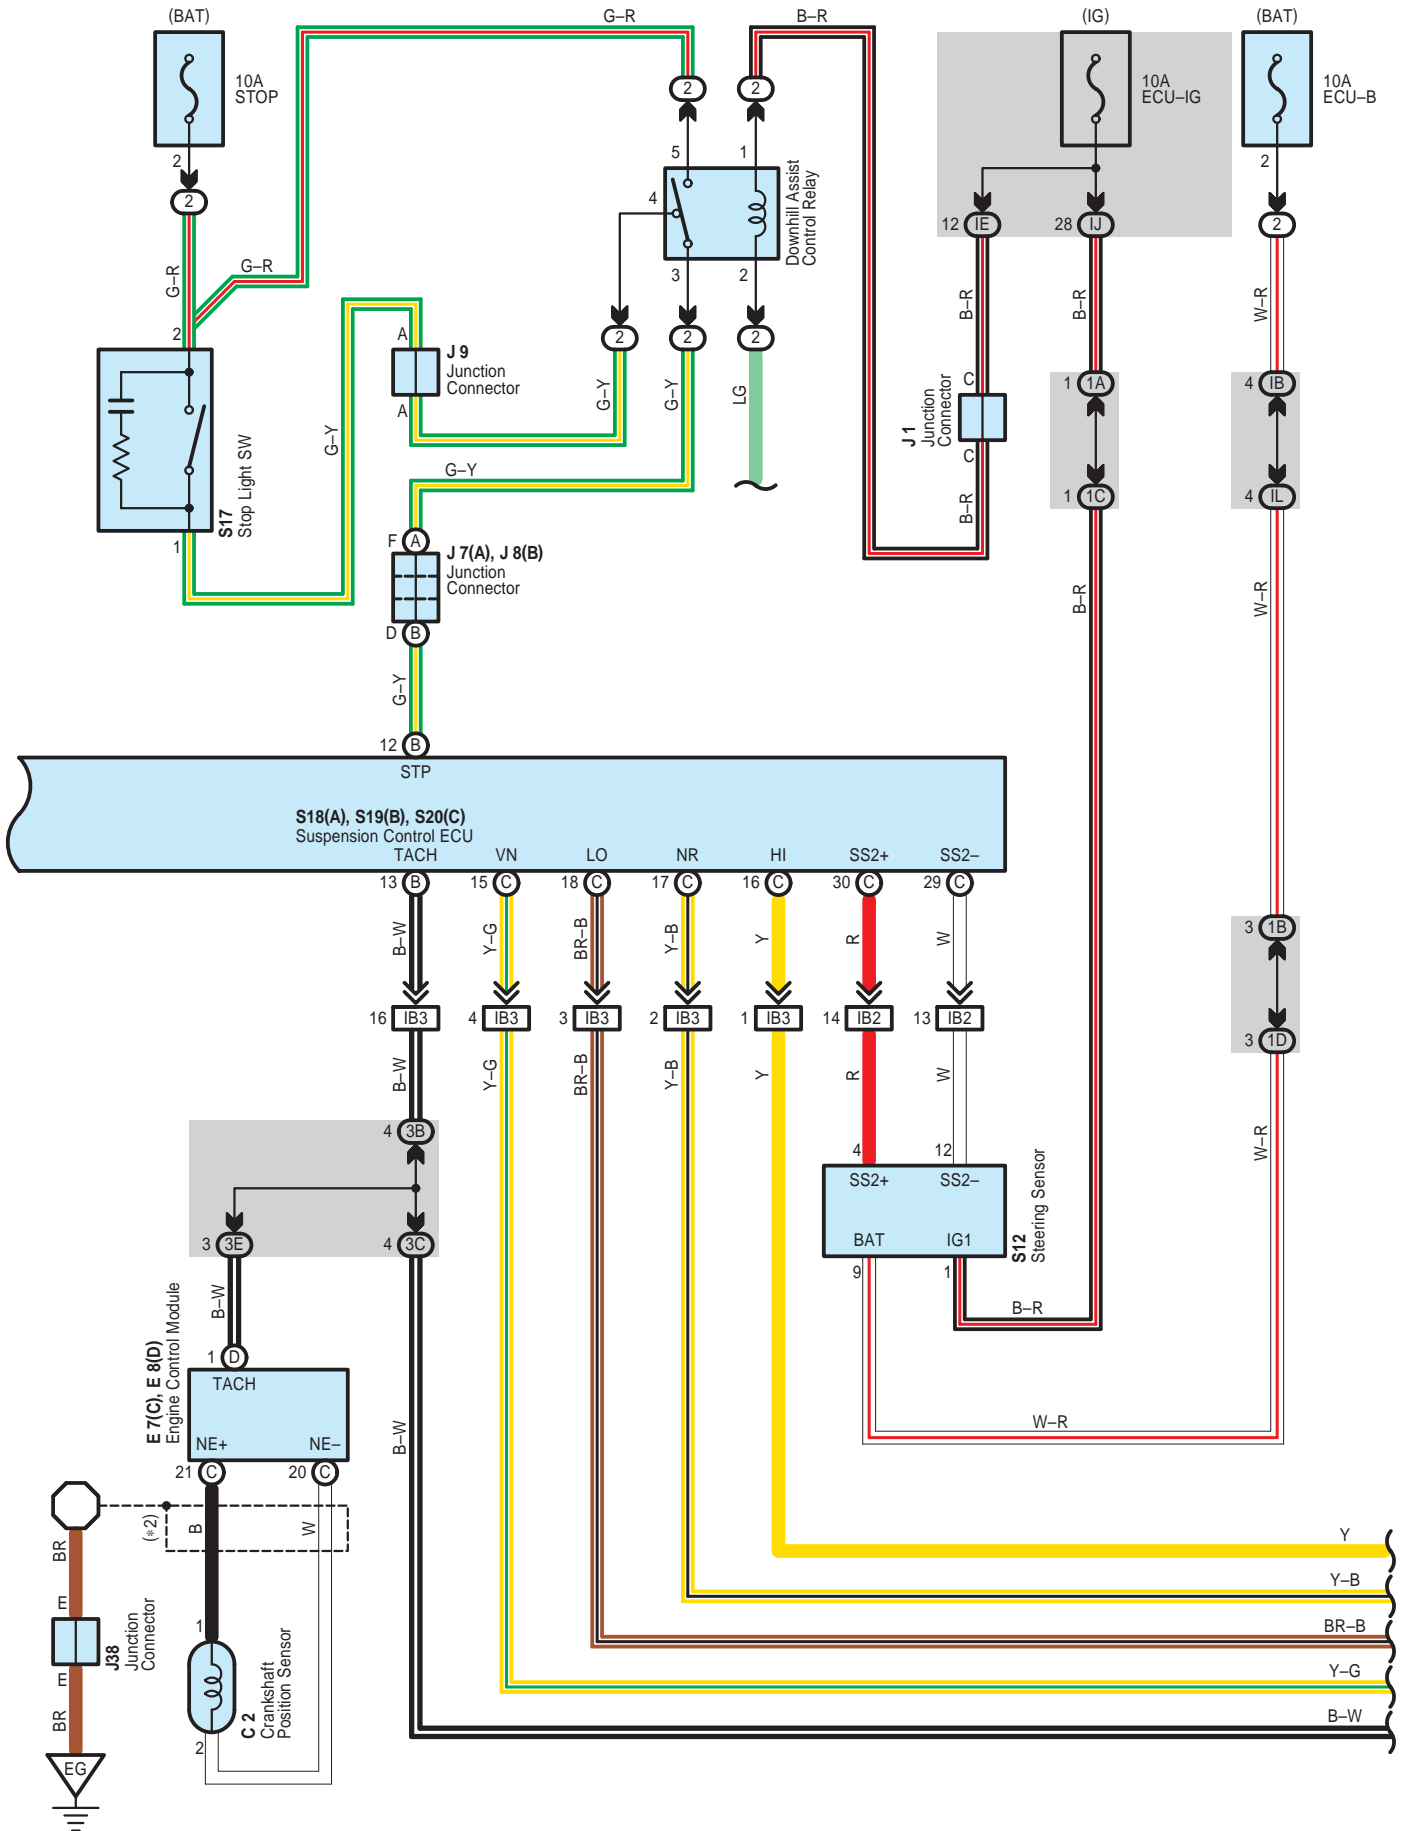 (BAT)
G–R
B–R
(IG)
(BAT)
10A
STOP
10A
ECU–IG
10A
ECU–B
2
2
2
2
5
1
4
3
2
Downhill Assist
Control Relay
2
12
IE
28
IJ
2
G–R
G–R
2
2
2
2
B–R
B–R
W–R
A
J 9
Junction
Connector
A
G–Y
G–Y
LG
C
J 1
Junction
Connector
C
1
1A
4
IB
G–Y
G–Y
S17
Stop Light SW
1
B–R
1
1C
4
IL
F
A
J 7(A), J 8(B)
Junction
Connector
D
B
B–R
W–R
G–Y
12
B
STP
S18(A), S19(B), S20(C)
Suspension Control ECU
TACH
VN
LO
NR
HI
SS2+
SS2–
13
B
15
C
18
C
17
C
16
C
30
C
29
C
B–W
Y–G
BR–B
Y–B
Y
R
W
3
1B
16
IB3
4
IB3
3
IB3
2
IB3
1
IB3
14
IB2
13
IB2
3
1D
B–W
Y–G
BR–B
Y–B
Y
R
W
4
3B
4
12
W–R
SS2+
SS2–
BAT
IG1
S12
Steering Sensor
3
3E
4
3C
9
1
B–W
B–R
E 7(C), E 8(D)
Engine Control Module
1
D
TACH
NE+
NE–
B–W
W–R
21
C
20
C
(*2)
B
W
BR
Y
Y–B
E
J38
Junction
Connector
E
1
BR–B
C 2
Crankshaft
Position Sensor
Y–G
BR
2
B–W
EG